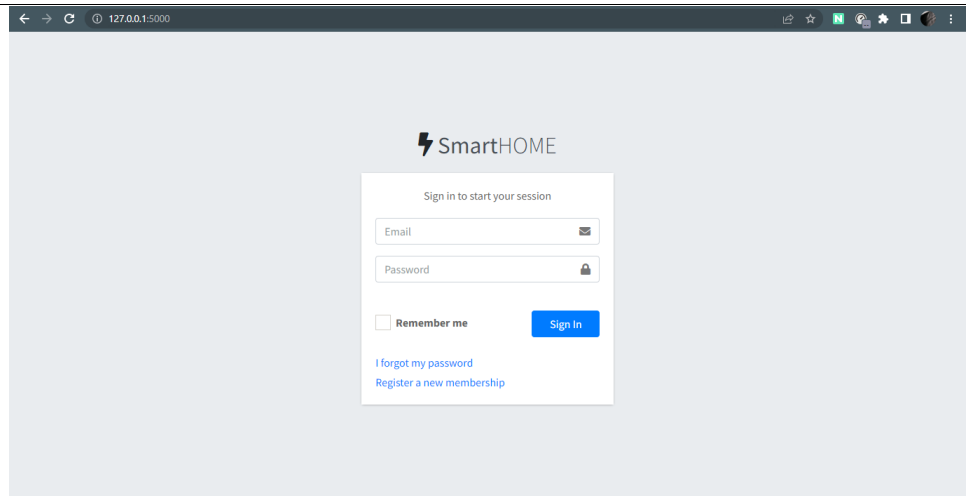 127.0.0.1:5000
SmartHOME
Sign in to start your session
Email
Password
Remember me
Sign In
I forgot my password
Register a new membership